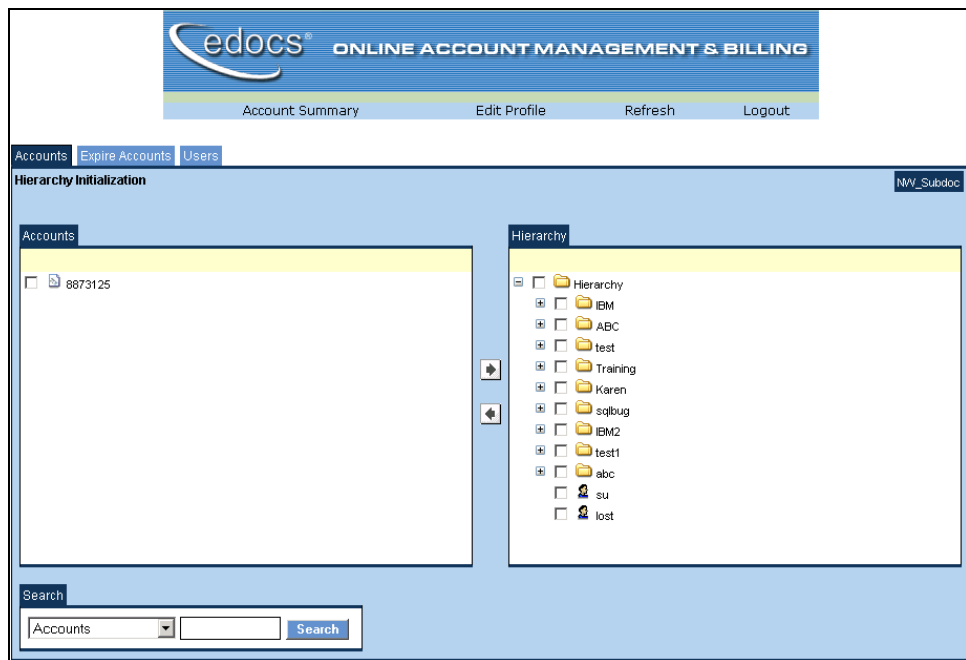 edocs® ONLINE ACCOUNT MANAGEMENT & BILLING
Account Summary Edit Profile Refresh Logout
Accounts Expire Accounts Users
Hierarchy Initialization NW_Subdoc
Accounts
8873125
Hierarchy
Hierarchy
IBM
ABC
test
Training
Karen
sqlbug
IBM2
test1
abc
su
lost
Search
Accounts Search